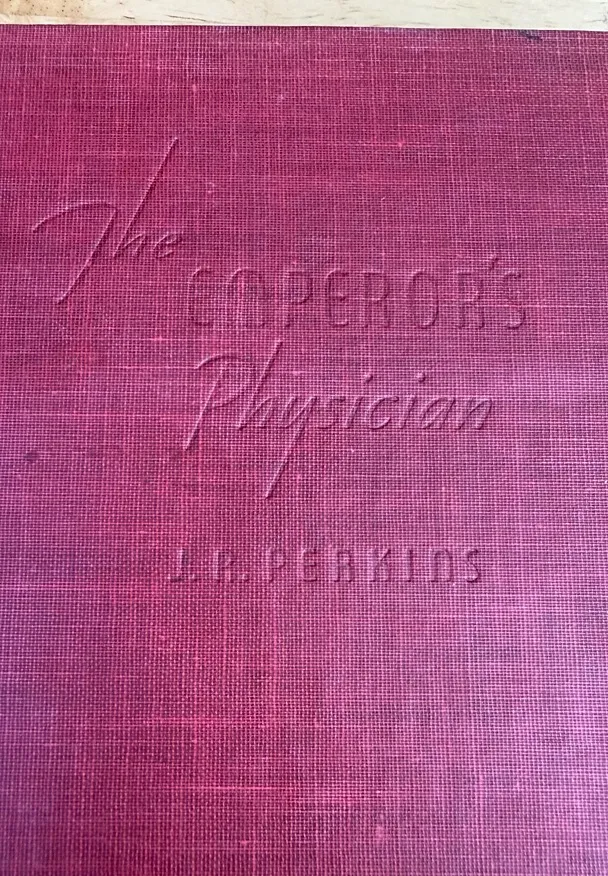 The
EMPEROR'S
Physician
J.R. PERKINS